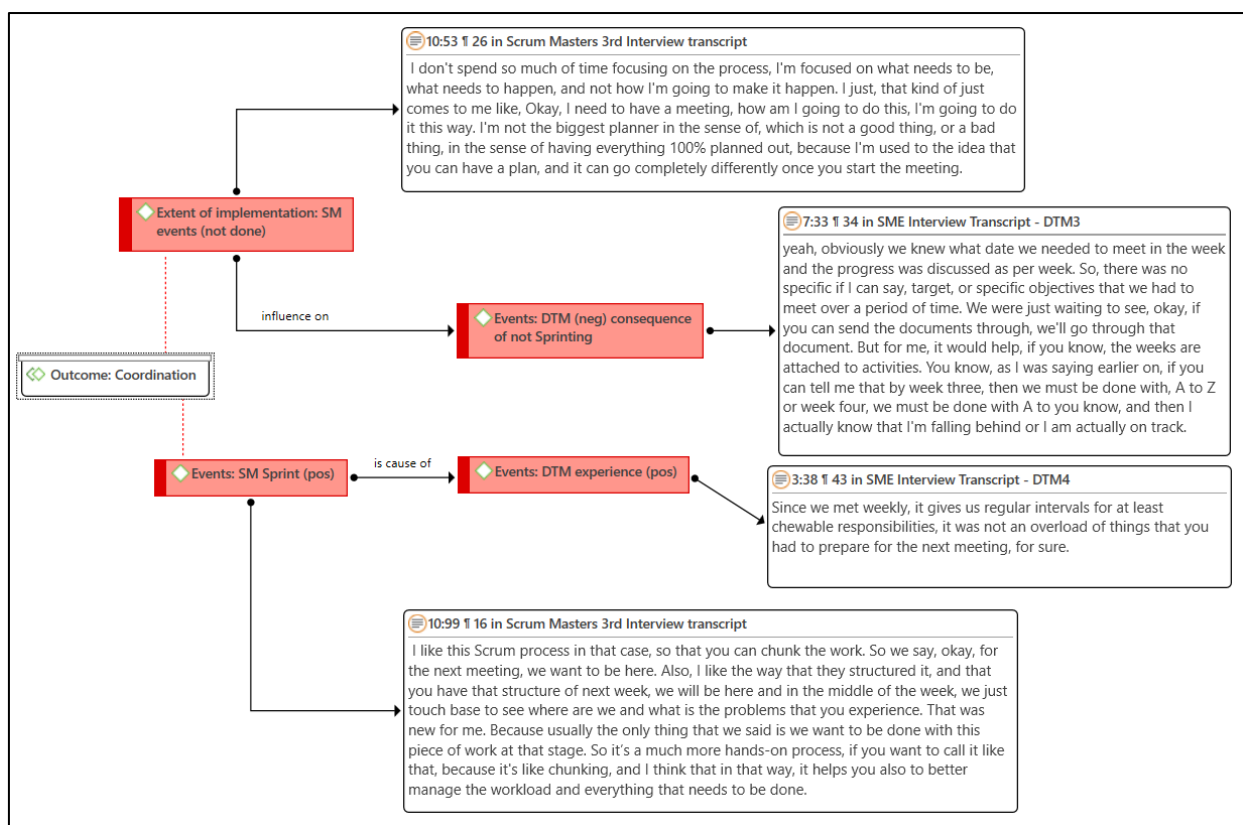 10:53 ¶ 26 in Scrum Masters 3rd Interview transcript
I don't spend so much of time focusing on the process, I'm focused on what needs to be,
what needs to happen, and not how I'm going to make it happen. I just, that kind of just
comes to me like, Okay, I need to have a meeting, how am I going to do this, I'm going to do
it this way. I'm not the biggest planner in the sense of, which is not a good thing, or a bad
thing, in the sense of having everything 100% planned out, because I'm used to the idea that
you can have a plan, and it can go completely differently once you start the meeting.
Extent of implementation: SM
events (not done)
7:33 ¶ 34 in SME Interview Transcript - DTM3
yeah, obviously we knew what date we needed to meet in the week
and the progress was discussed as per week. So, there was no
specific if I can say, target, or specific objectives that we had to
meet over a period of time. We were just waiting to see, okay, if
you can send the documents through, we'll go through that
document. But for me, it would help, if you know, the weeks are
attached to activities. You know, as I was saying earlier on, if you
can tell me that by week three, then we must be done with, A to Z
or week four, we must be done with A to you know, and then I
actually know that I'm falling behind or I am actually on track.
influence on
Events: DTM (neg) consequence
of not Sprinting
Outcome: Coordination
Events: SM Sprint (pos)
is cause of
Events: DTM experience (pos)
3:38 ¶ 43 in SME Interview Transcript - DTM4
Since we met weekly, it gives us regular intervals for at least
chewable responsibilities, it was not an overload of things that you
had to prepare for the next meeting, for sure.
10:99 ¶ 16 in Scrum Masters 3rd Interview transcript
I like this Scrum process in that case, so that you can chunk the work. So we say, okay, for
the next meeting, we want to be here. Also, I like the way that they structured it, and that
you have that structure of next week, we will be here and in the middle of the week, we just
touch base to see where are we and what is the problems that you experience. That was
new for me. Because usually the only thing that we said is we want to be done with this
piece of work at that stage. So it's a much more hands-on process, if you want to call it like
that, because it's like chunking, and I think that in that way, it helps you also to better
manage the workload and everything that needs to be done.